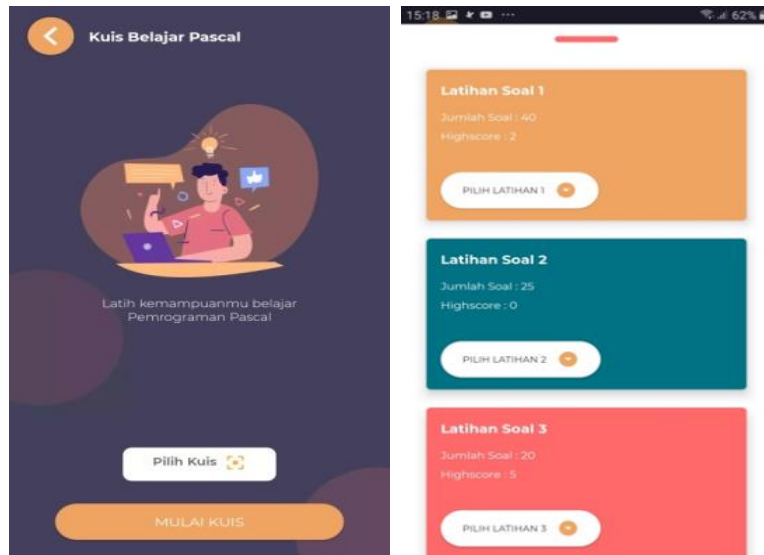 Kuis Belajar Pascal
Latih kemampuanmu belajar
Pemrograman Pascal
Pilih Kuis
MULAI KUIS
15:18 62%
Latihan Soal 1
Jumlah Soal : 40
Highscore : 2
PILIH LATIHAN 1
Latihan Soal 2
Jumlah Soal : 25
Highscore : 0
PILIH LATIHAN 2
Latihan Soal 3
Jumlah Soal : 20
Highscore : 5
PILIH LATIHAN 3